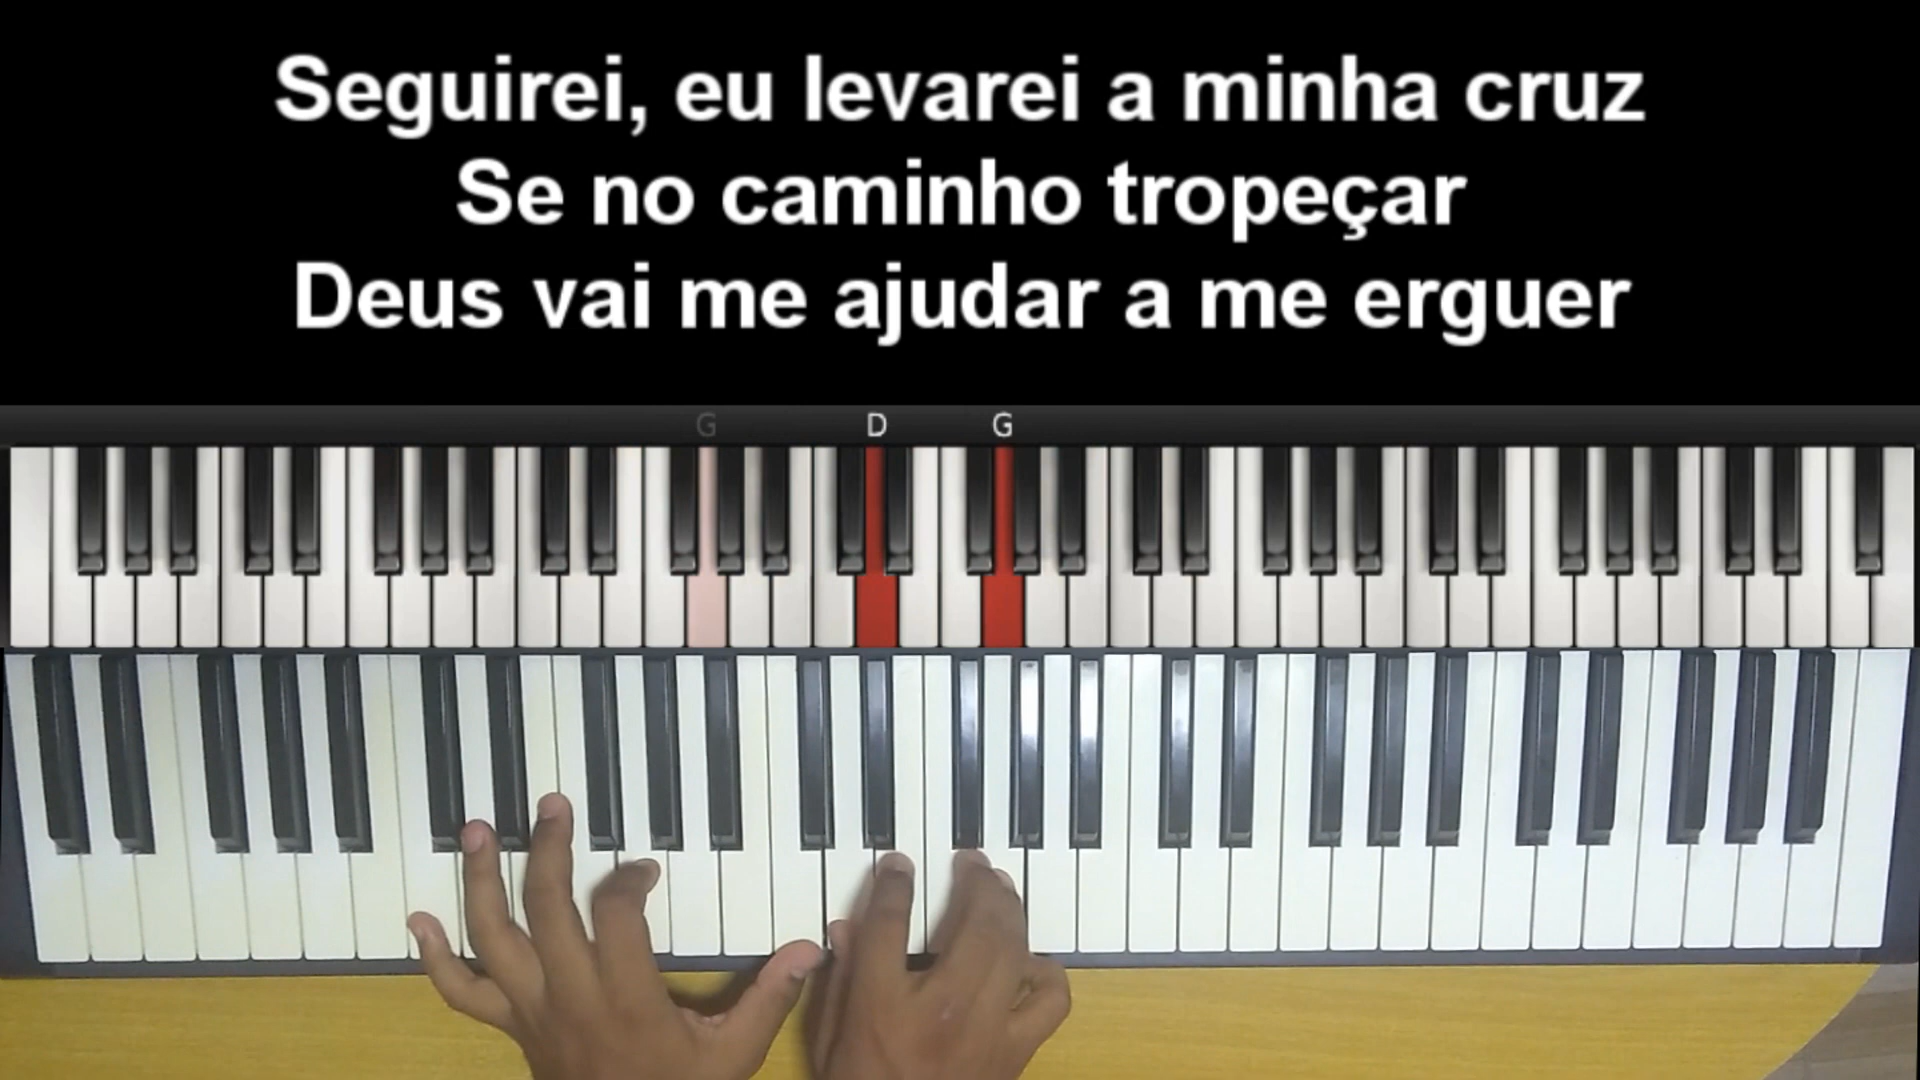 Seguirei, eu levarei a minha cruz
Se no caminho tropeçar
Deus vai me ajudar a me erguer
G D G